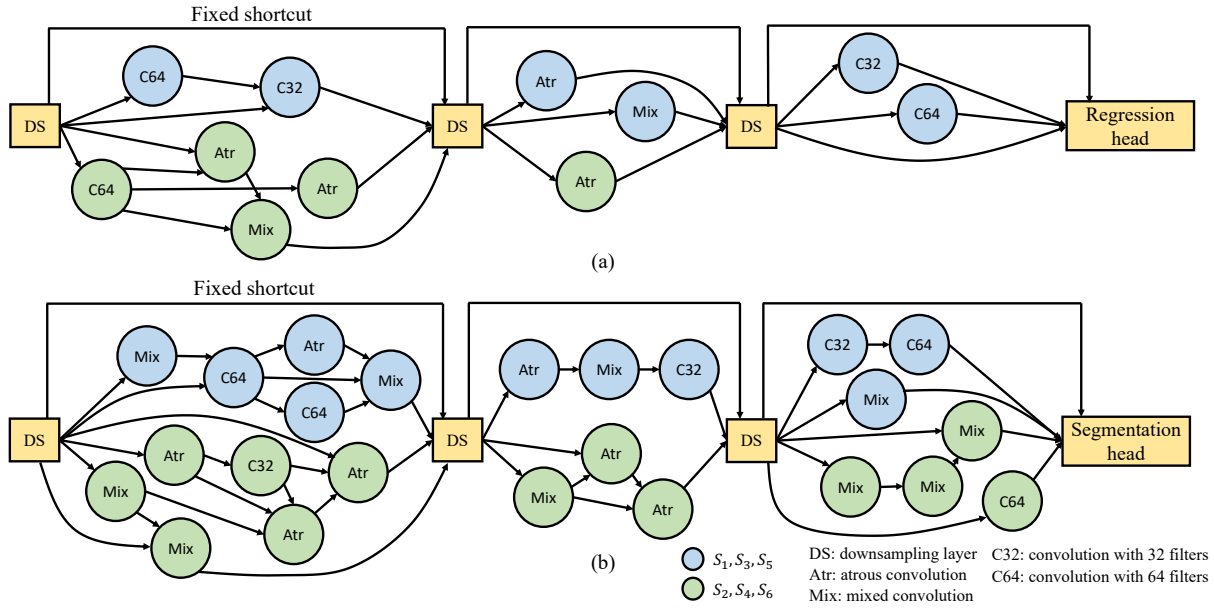 Fixed shortcut
C64
C32
Atr
Mix
C32
C64
DS
DS
DS
Regression
head
Atr
C64
Atr
Mix
Atr
(a)
Fixed shortcut
Mix
Atr
C64
Mix
C64
Atr
Mix
C32
C32
C64
Mix
DS
DS
DS
Segmentation
head
Atr
C32
Atr
Mix
Atr
Mix
Atr
Mix
Atr
Mix
Mix
Mix
C64
(b)
S₁, S₃, S₅
S₂, S₄, S₆
DS: downsampling layer
Atr: atrous convolution
Mix: mixed convolution
C32: convolution with 32 filters
C64: convolution with 64 filters